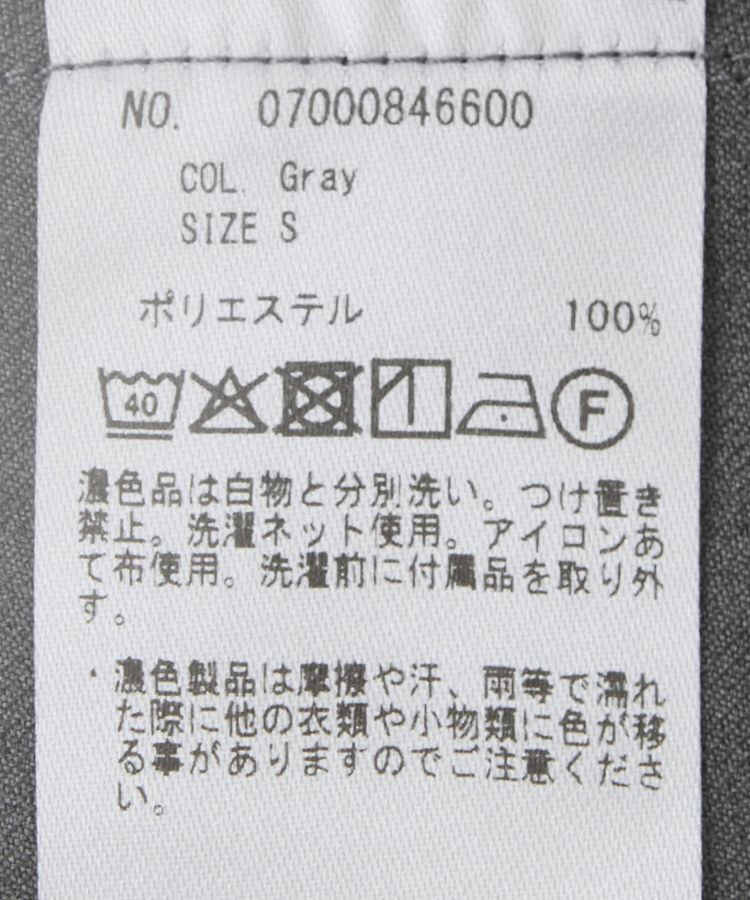 NO. 07000846600
COL. Gray
SIZE S
ポリエステル 100%
40 F
濃色品は白物と分別洗い。つけ置き
禁止。洗濯ネット使用。アイロンあ
て布使用。洗濯前に付属品を取り外
す。
・濃色製品は摩擦や汗、雨等で濡れ
た際に他の衣類や小物類に色が移
る事がありますのでご注意くださ
い。